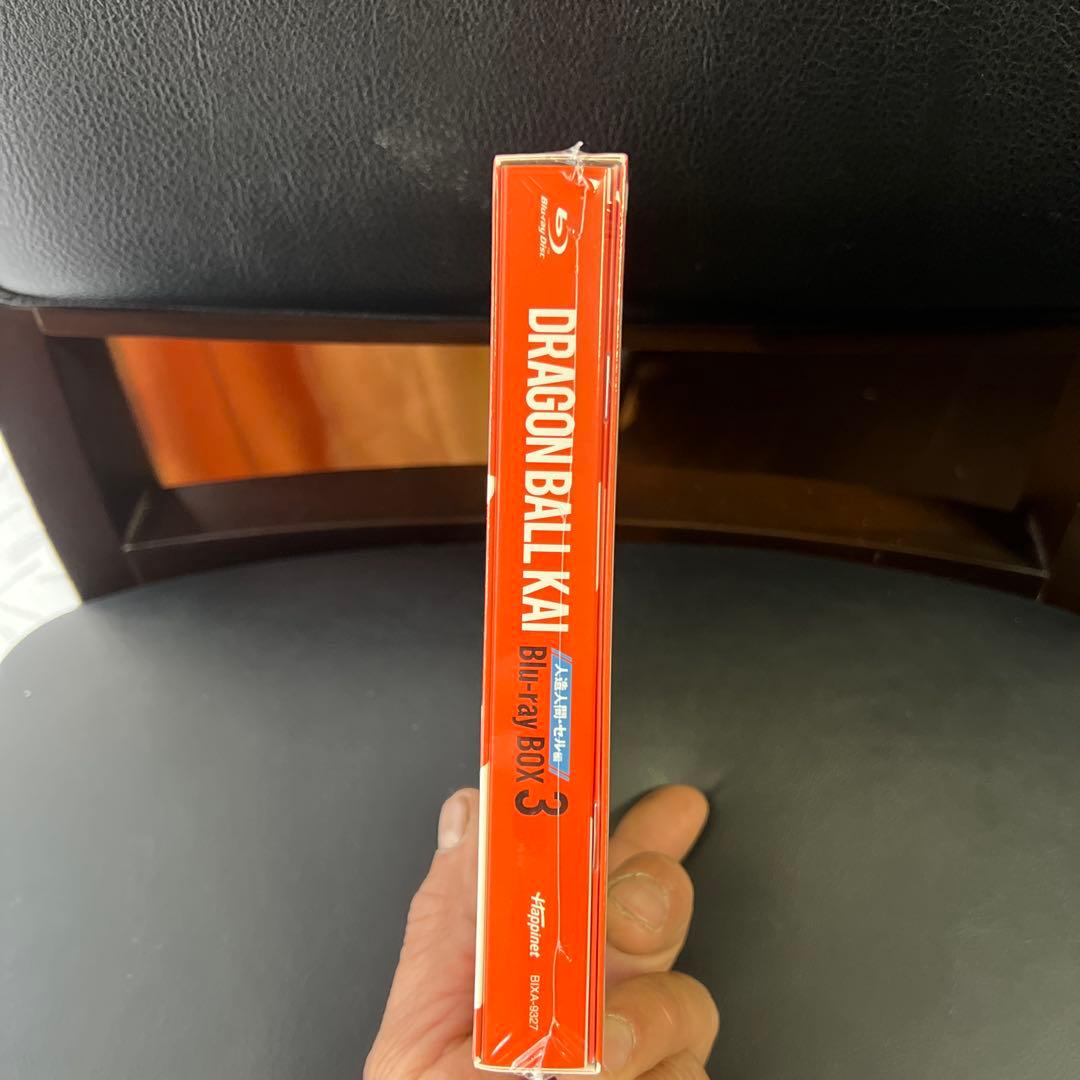 Blu-ray Disc
DRAGON BALL KAI
人造人間・セル編
Blu-ray BOX 3
Happinet
BIXA-9327